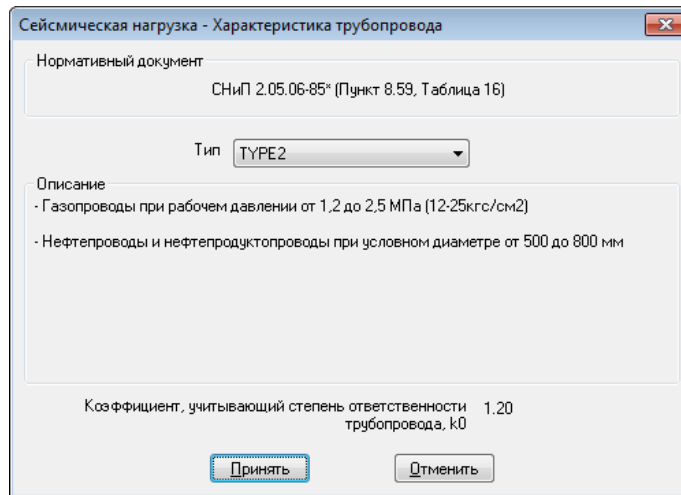 Сейсмическая нагрузка - Характеристика трубопровода
Нормативный документ
СНиП 2.05.06-85* (Пункт 8.59, Таблица 16)
Тип TYPE2
Описание
- Газопроводы при рабочем давлении от 1,2 до 2,5 МПа (12-25кгс/см2)
- Нефтепроводы и нефтепродуктопроводы при условном диаметре от 500 до 800 мм
Коэффициент, учитывающий степень ответственности 1.20
трубопровода, k0
Принять Отменить